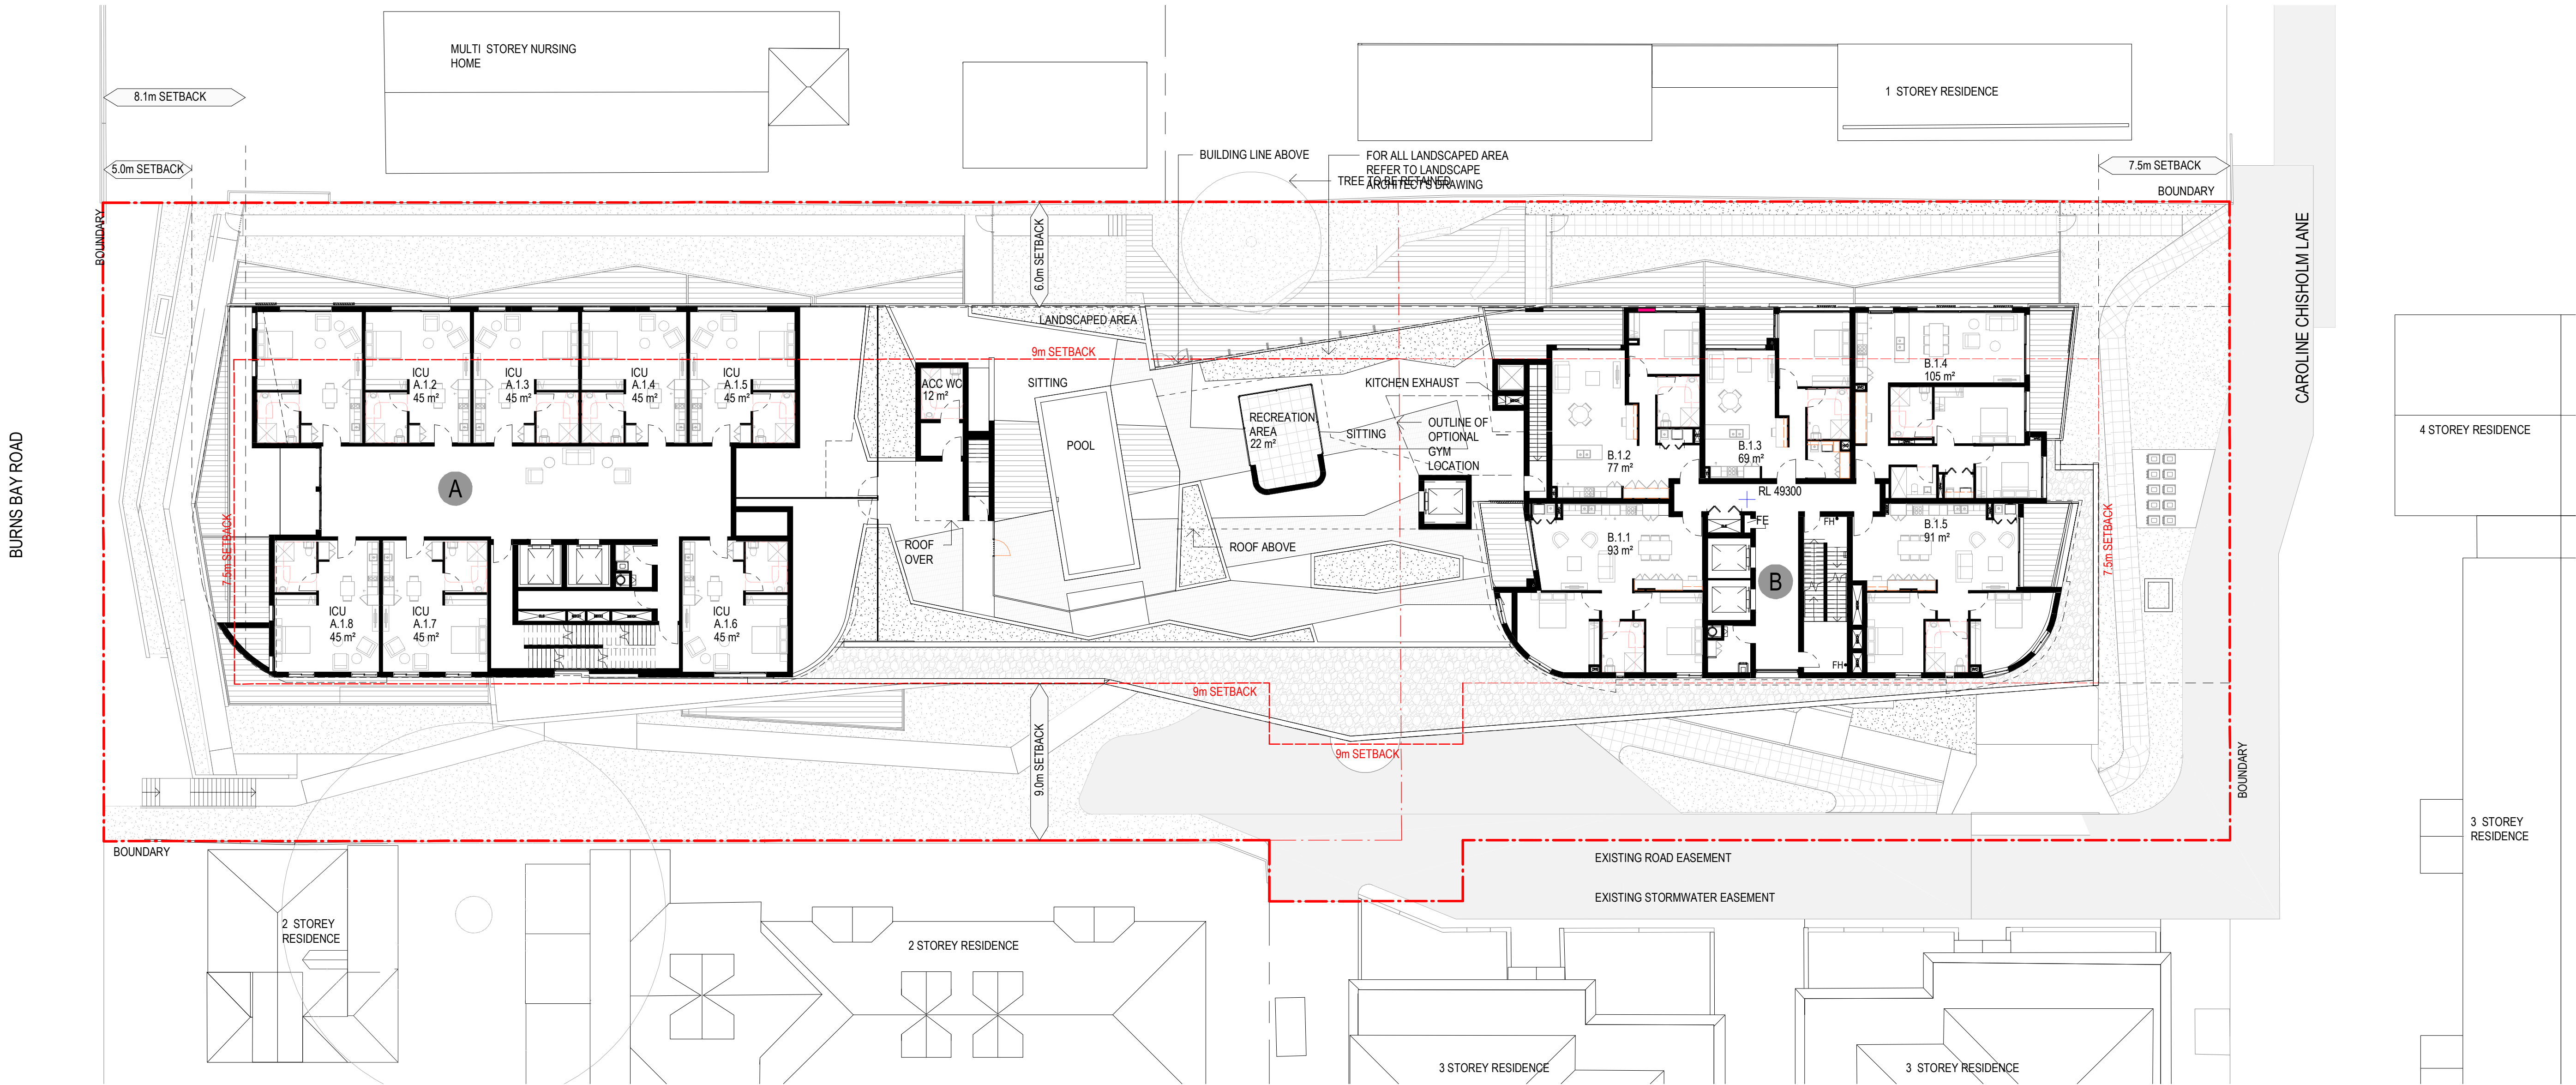 MULTI STOREY NURSING
HOME
1 STOREY RESIDENCE
8.1m SETBACK
5.0m SETBACK
BUILDING LINE ABOVE
FOR ALL LANDSCAPED AREA
REFER TO LANDSCAPE
ARCHITECT'S DRAWING
TREE TO BE RETAINED
7.5m SETBACK
BOUNDARY
BOUNDARY
6.0m SETBACK
CAROLINE CHISHOLM LANE
LANDSCAPED AREA
9m SETBACK
ICU
A.1.2
45 m²
ICU
A.1.3
45 m²
ICU
A.1.4
45 m²
ICU
A.1.5
45 m²
ACC WC
12 m²
SITTING
KITCHEN EXHAUST
B.1.4
105 m²
RECREATION
AREA
22 m²
SITTING
OUTLINE OF
OPTIONAL
GYM
LOCATION
4 STOREY RESIDENCE
POOL
B.1.2
77 m²
B.1.3
69 m²
A
BURNS BAY ROAD
RL 49300
FE
FH
7.5m SETBACK
ROOF
OVER
ROOF ABOVE
B.1.1
93 m²
B.1.5
91 m²
7.5m SETBACK
B
ICU
A.1.8
45 m²
ICU
A.1.7
45 m²
ICU
A.1.6
45 m²
FH
9m SETBACK
9.0m SETBACK
9m SETBACK
BOUNDARY
3 STOREY
RESIDENCE
BOUNDARY
EXISTING ROAD EASEMENT
EXISTING STORMWATER EASEMENT
2 STOREY
RESIDENCE
2 STOREY RESIDENCE
3 STOREY RESIDENCE
3 STOREY RESIDENCE